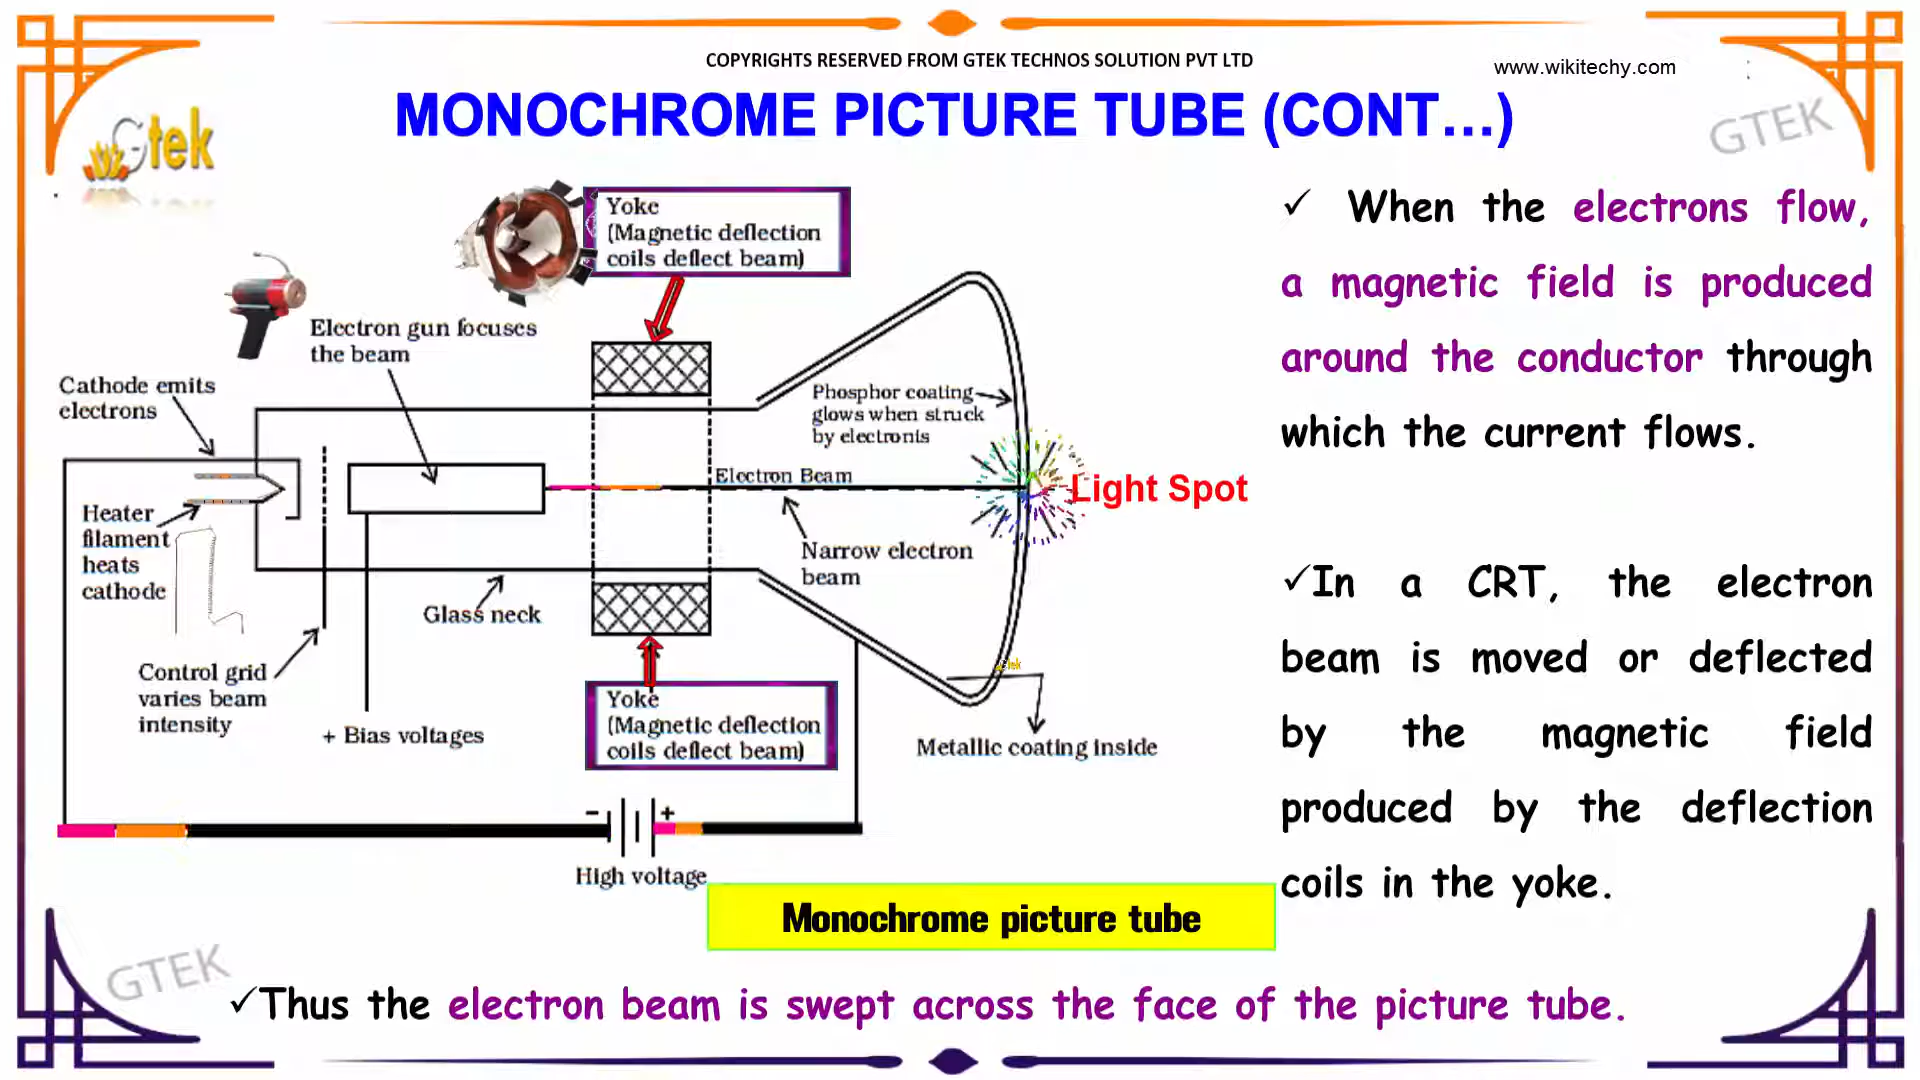 COPYRIGHTS RESERVED FROM GTEK TECHNOS SOLUTION PVT LTD
www.wikitechy.com
MONOCHROME PICTURE TUBE (CONT...)
Gtek
GTEK
Yoke
(Magnetic deflection
coils deflect beam)
Electron gun focuses
the beam
Cathode emits
electrons
Phosphor coating
glows when struck
by electronis
Electron Beam
Light Spot
Heater
filament
heats
cathode
Narrow electron
beam
Glass neck
Control grid
varies beam
intensity
+ Bias voltages
Yoke
(Magnetic deflection
coils deflect beam)
Gtek
Metallic coating inside
- +
High voltage
Monochrome picture tube
✓ When the electrons flow,
a magnetic field is produced
around the conductor through
which the current flows.
✓In a CRT, the electron
beam is moved or deflected
by the magnetic field
produced by the deflection
coils in the yoke.
GTEK
✓Thus the electron beam is swept across the face of the picture tube.